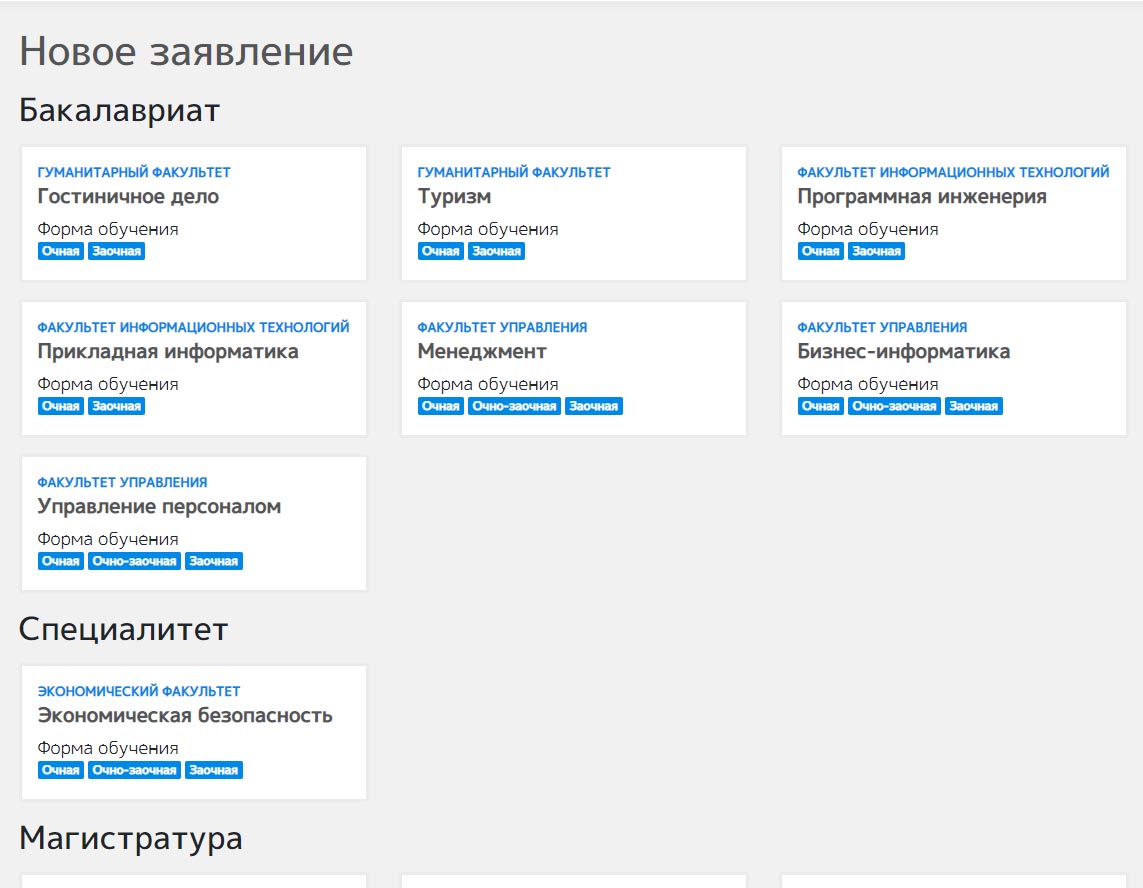 Новое заявление
Бакалавриат
ГУМАНИТАРНЫЙ ФАКУЛЬТЕТ
Гостиничное дело
Форма обучения
Очная Заочная
ГУМАНИТАРНЫЙ ФАКУЛЬТЕТ
Туризм
Форма обучения
Очная Заочная
ФАКУЛЬТЕТ ИНФОРМАЦИОННЫХ ТЕХНОЛОГИЙ
Программная инженерия
Форма обучения
Очная Заочная
ФАКУЛЬТЕТ ИНФОРМАЦИОННЫХ ТЕХНОЛОГИЙ
Прикладная информатика
Форма обучения
Очная Заочная
ФАКУЛЬТЕТ УПРАВЛЕНИЯ
Менеджмент
Форма обучения
Очная Очно-заочная Заочная
ФАКУЛЬТЕТ УПРАВЛЕНИЯ
Бизнес-информатика
Форма обучения
Очная Очно-заочная Заочная
ФАКУЛЬТЕТ УПРАВЛЕНИЯ
Управление персоналом
Форма обучения
Очная Очно-заочная Заочная
Специалитет
ЭКОНОМИЧЕСКИЙ ФАКУЛЬТЕТ
Экономическая безопасность
Форма обучения
Очная Очно-заочная Заочная
Магистратура